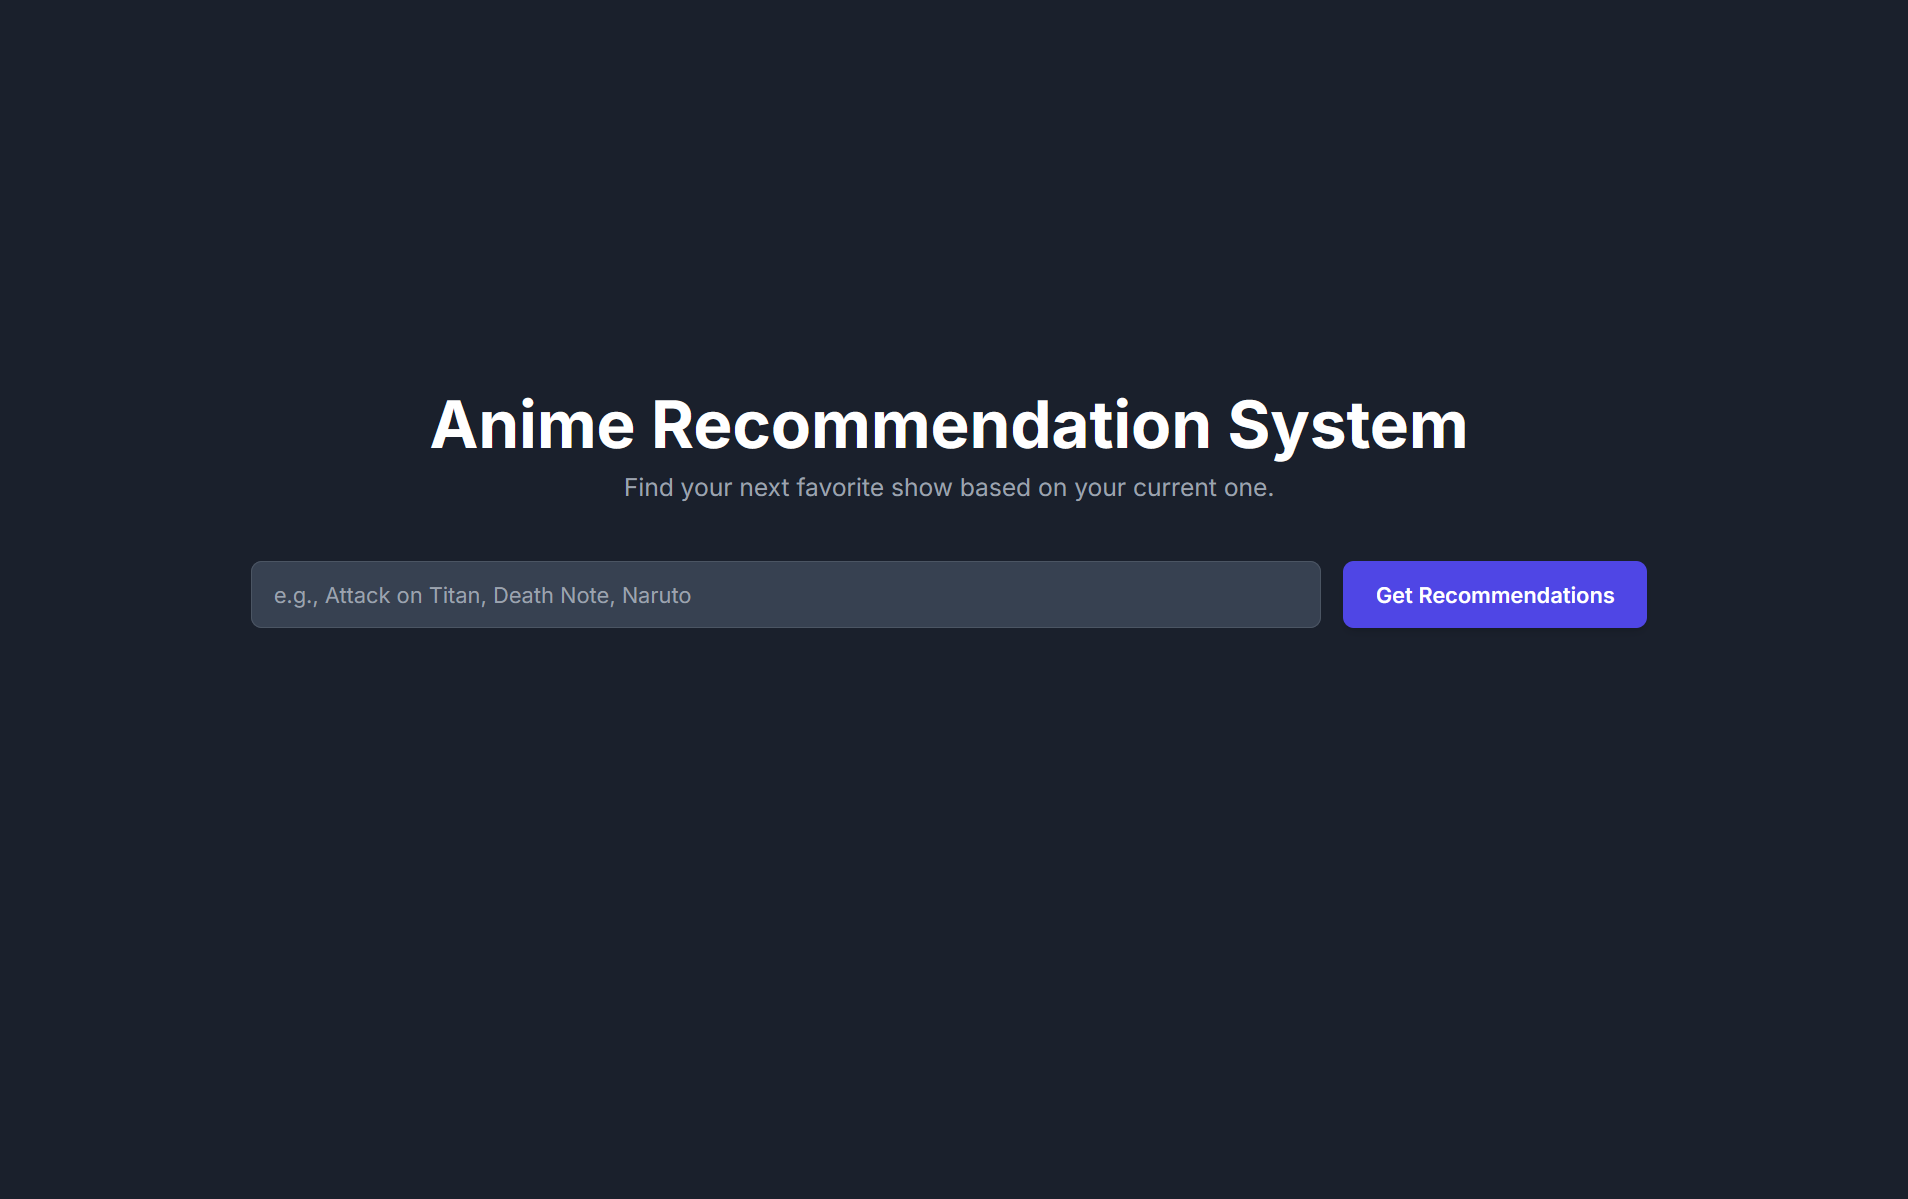 Anime Recommendation System
Find your next favorite show based on your current one.
e.g., Attack on Titan, Death Note, Naruto
Get Recommendations